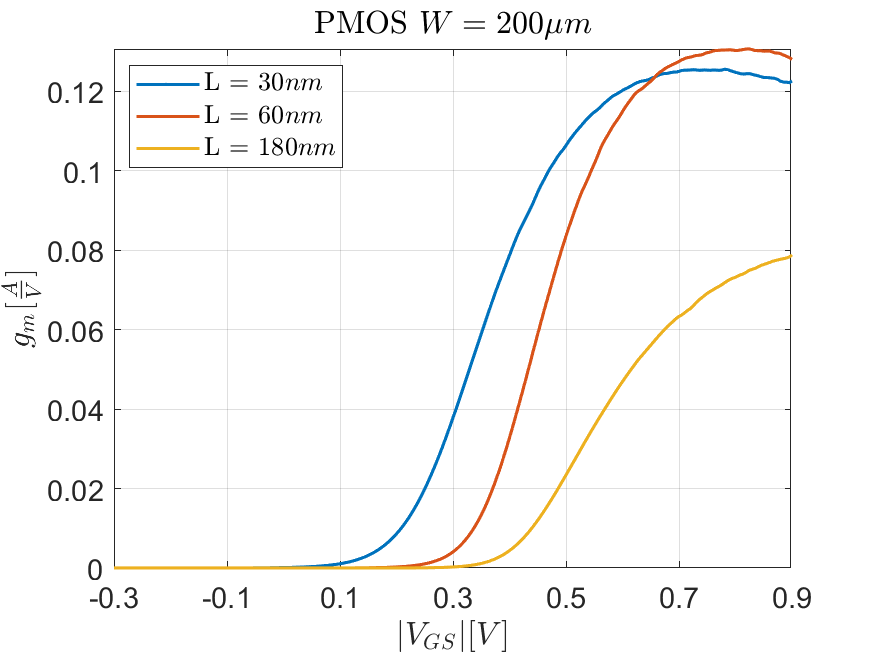 PMOS W = 200μm
L = 30nm
L = 60nm
L = 180nm
g_m [A/V]
0.12
0.1
0.08
0.06
0.04
0.02
0
-0.3 -0.1 0.1 0.3 0.5 0.7 0.9
|V_GS|[V]